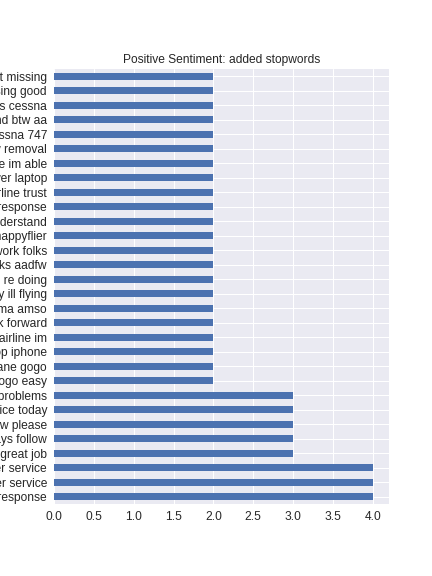 Positive Sentiment: added stopwords
t missing
ing good
s cessna
nd btw aa
ssna 747
removal
e im able
er laptop
rline trust
response
derstand
appyflier
work folks
ks aadfw
re doing
y ill flying
ma amso
k forward
airline im
op iphone
ane gogo
ogo easy
problems
ice today
w please
ys follow
great job
er service
er service
response
0.0 0.5 1.0 1.5 2.0 2.5 3.0 3.5 4.0